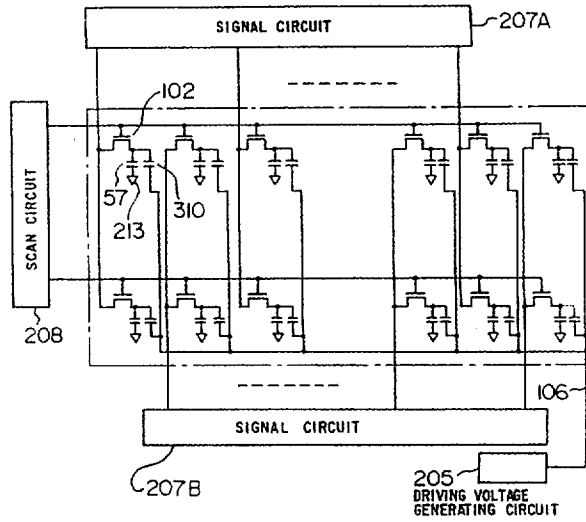 SIGNAL CIRCUIT
207A
102
57
213
310
SCAN CIRCUIT
208
106
SIGNAL CIRCUIT
207B
205
DRIVING VOLTAGE
GENERATING CIRCUIT